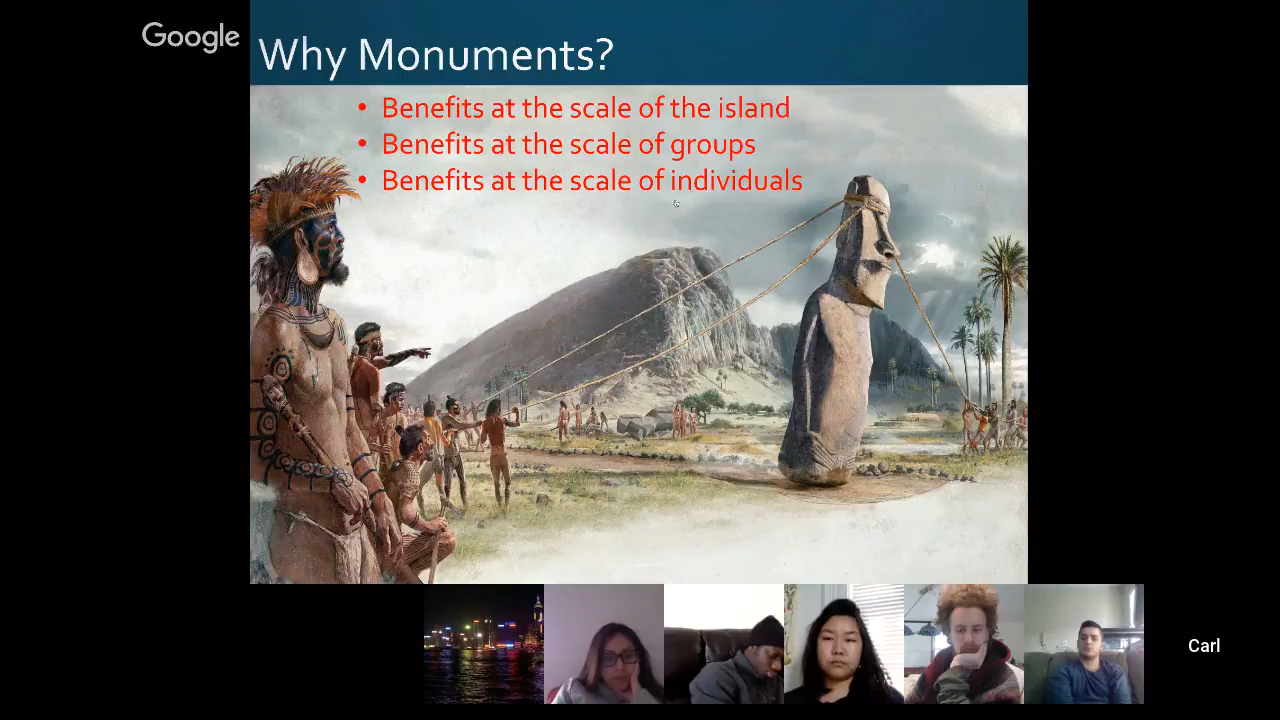 Google
Why Monuments?
• Benefits at the scale of the island
• Benefits at the scale of groups
• Benefits at the scale of individuals
Carl